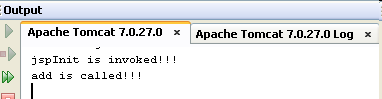 Output
Apache Tomcat 7.0.27.0 × Apache Tomcat 7.0.27.0 Log ×
jspInit is invoked!!!
add is called!!!